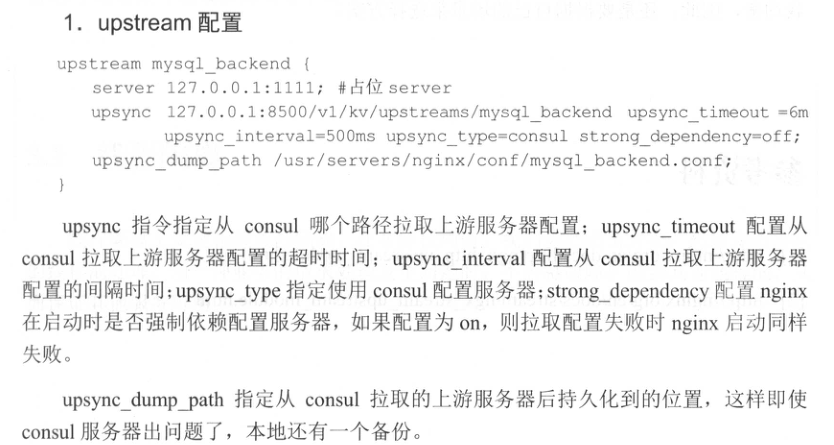 1. upstream 配置
upstream mysql_backend {
server 127.0.0.1:1111; #占位 server
upsync 127.0.0.1:8500/v1/kv/upstreams/mysql_backend upsync_timeout =6m
upsync_interval=500ms upsync_type=consul strong_dependency=off;
upsync_dump_path /usr/servers/nginx/conf/mysql_backend.conf;
}
upsync 指令指定从 consul 哪个路径拉取上游服务器配置；upsync_timeout 配置从
consul 拉取上游服务器配置的超时时间；upsync_interval 配置从 consul 拉取上游服务器
配置的间隔时间；upsync_type 指定使用 consul 配置服务器；strong_dependency 配置 nginx
在启动时是否强制依赖配置服务器，如果配置为 on，则拉取配置失败时 nginx 启动同样
失败。
upsync_dump_path 指定从 consul 拉取的上游服务器后持久化到的位置，这样即使
consul 服务器出问题了，本地还有一个备份。